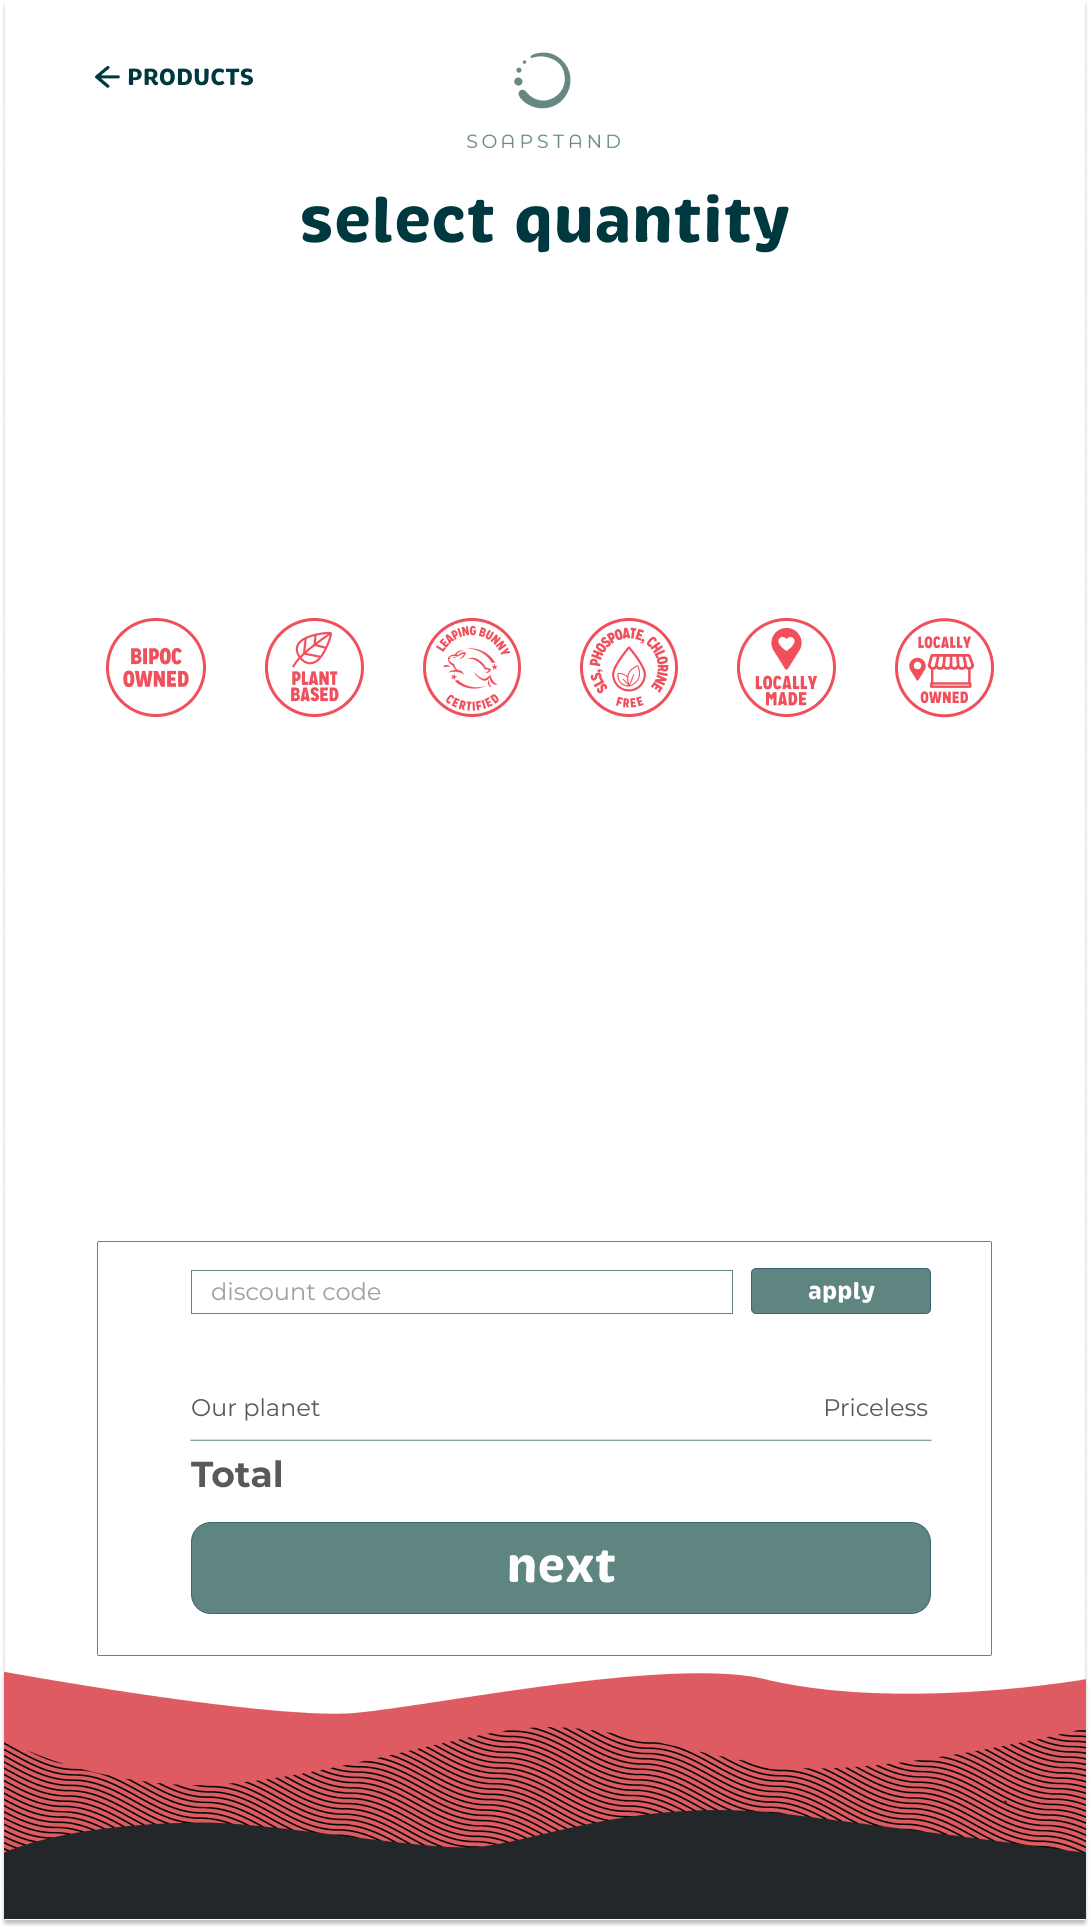 PRODUCTS
SOAPSTAND
select quantity
BIPOC
OWNED
PLANT
BASED
LEAPING BUNNY
CERTIFIED
SLS, PHOSPOATE, CHLORINE
FREE
LOCALLY
MADE
LOCALLY
OWNED
discount code
apply
Our planet Priceless
Total
next